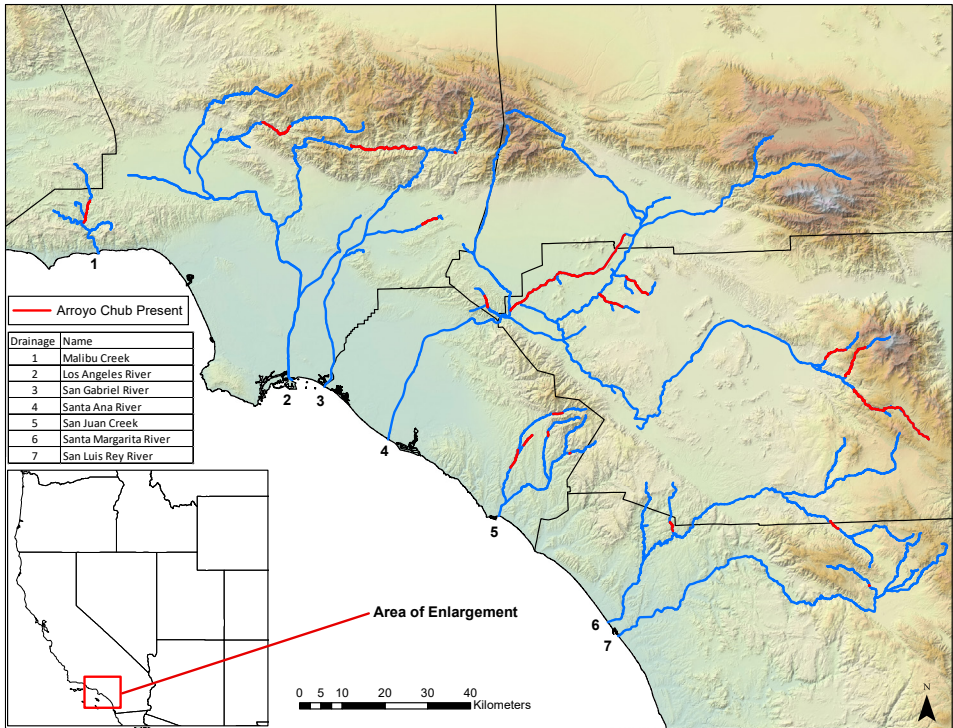 1
Arroyo Chub Present
Drainage Name
1 Malibu Creek
2 Los Angeles River
3 San Gabriel River
4 Santa Ana River
5 San Juan Creek
6 Santa Margarita River
7 San Luis Rey River
2
3
4
5
6
7
Area of Enlargement
0 5 10 20 30 40
Kilometers
N